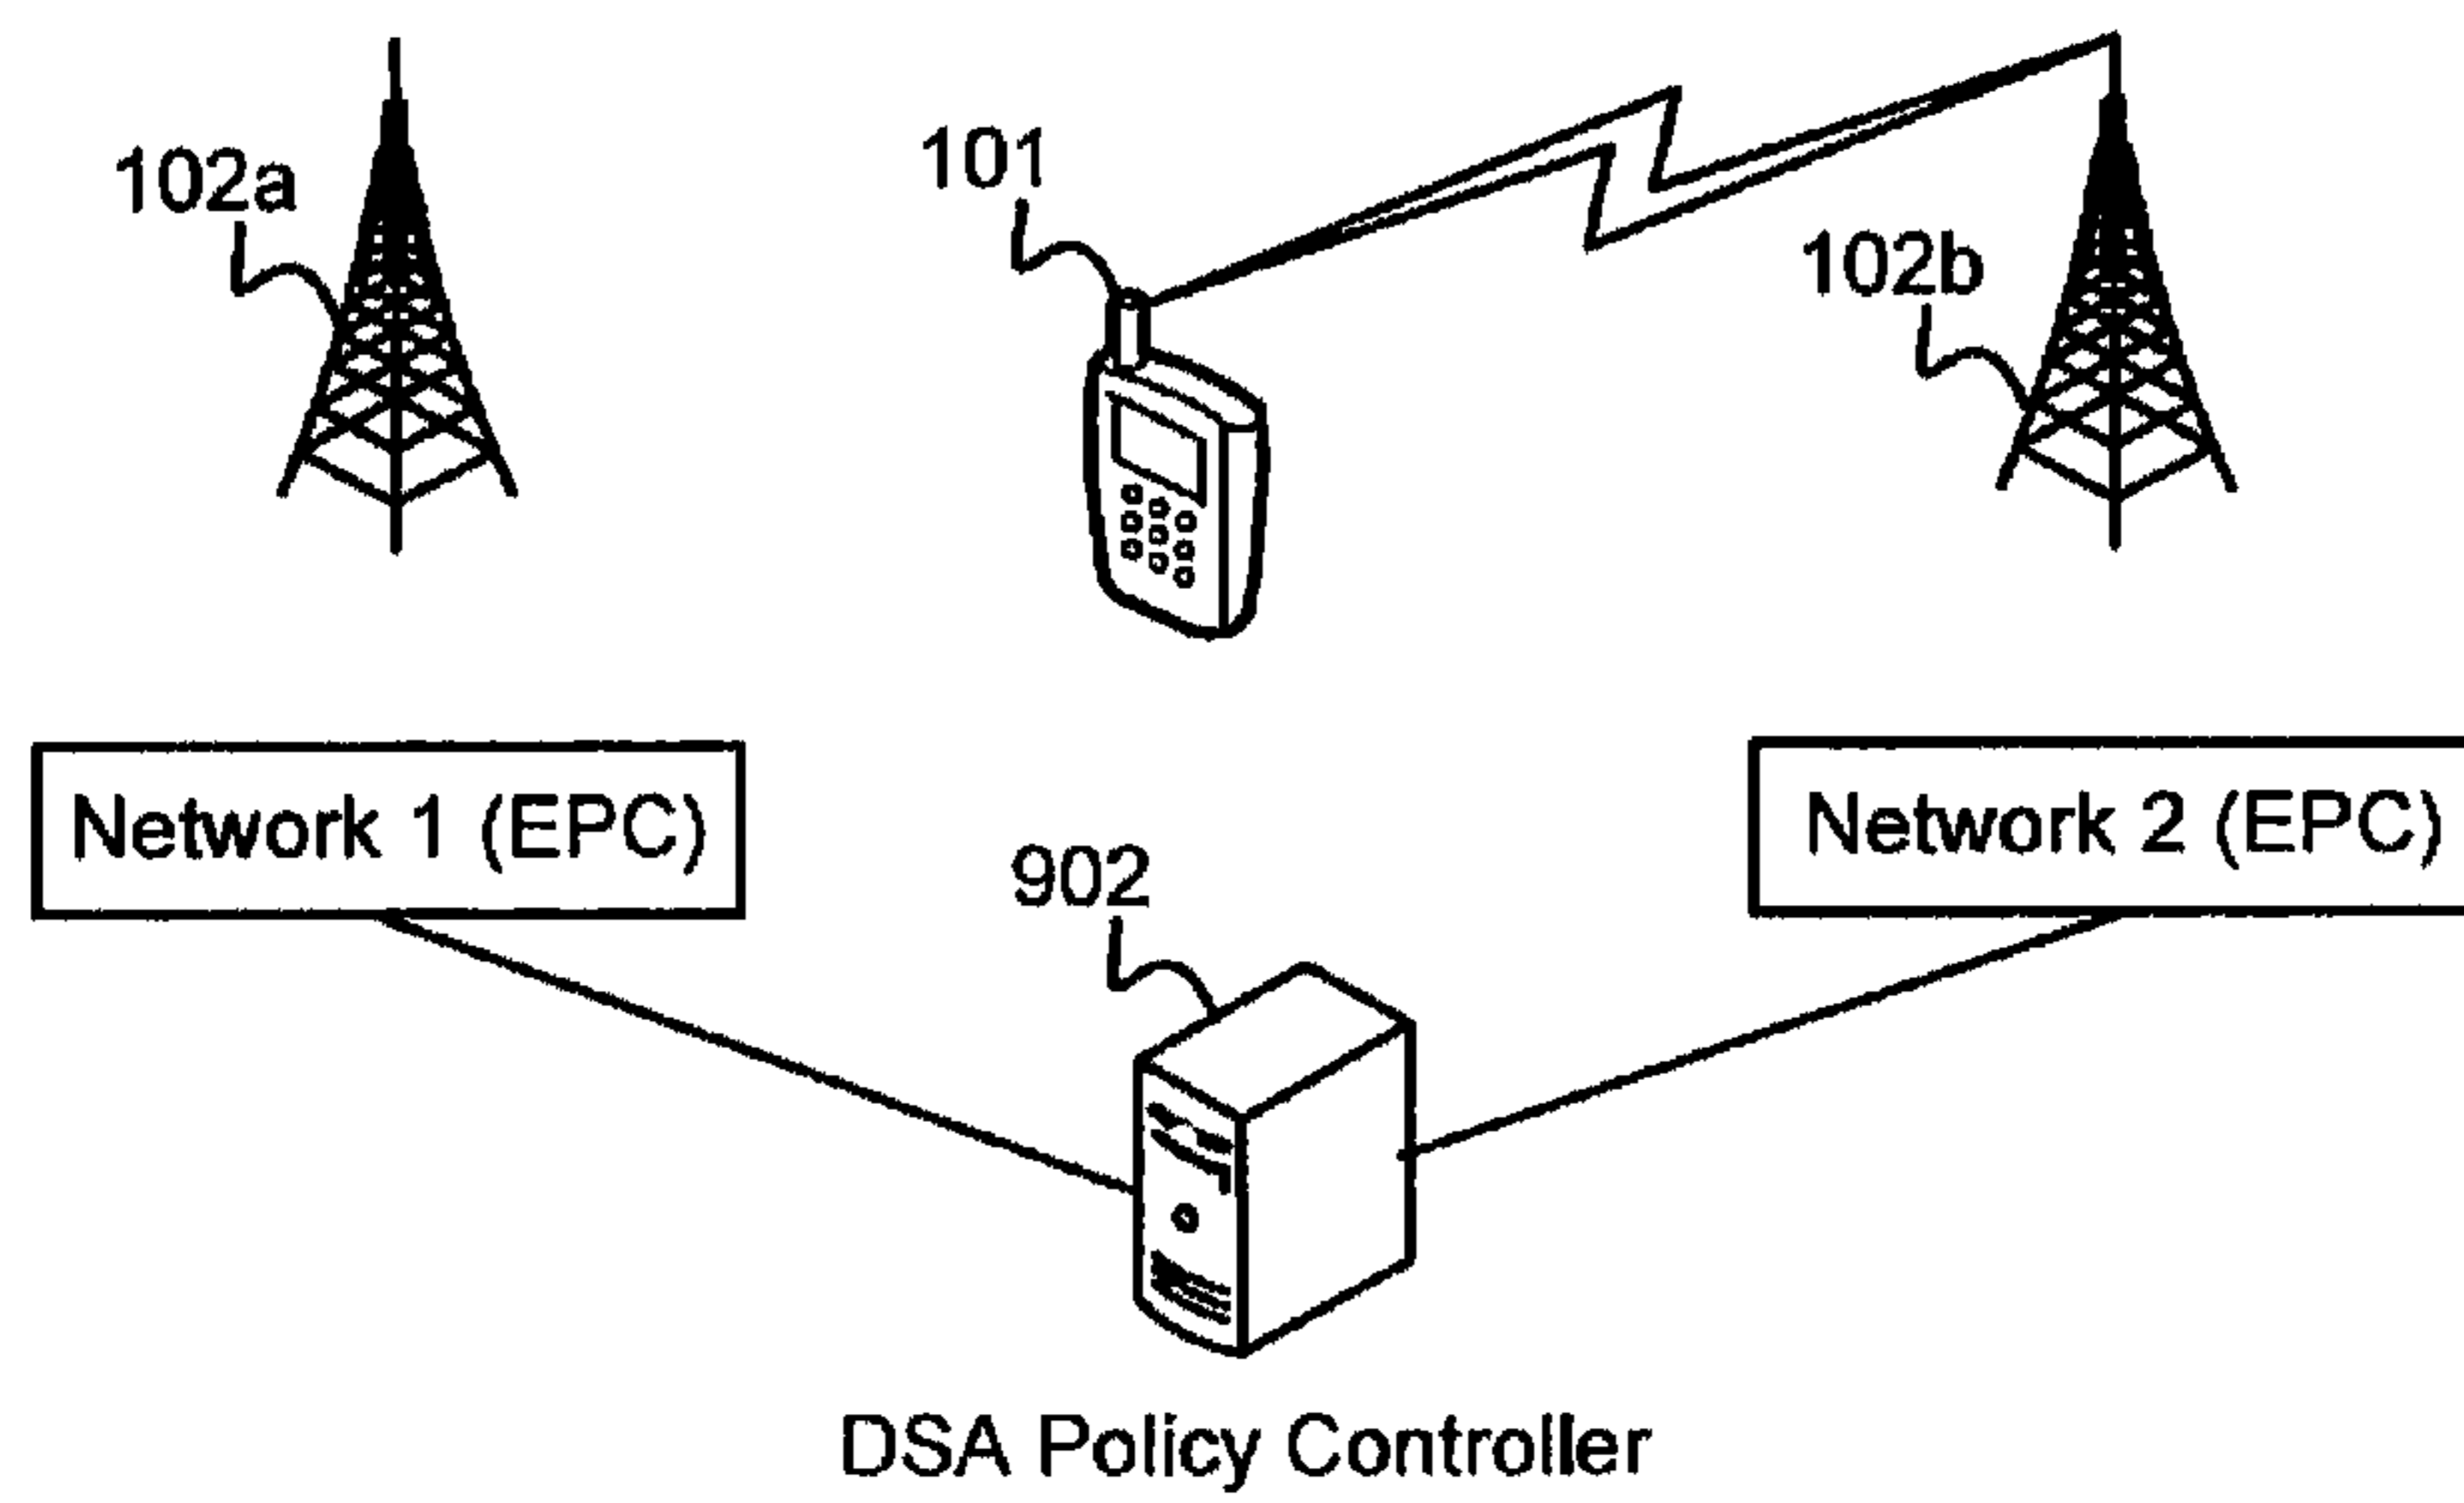 102a
101
102b
Network 1 (EPC)
Network 2 (EPC)
902
DSA Policy Controller